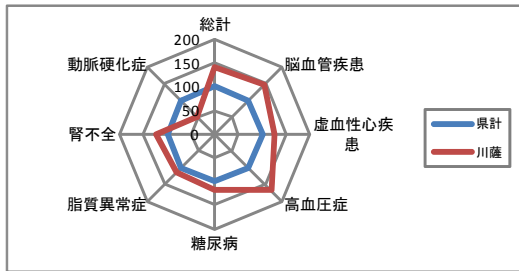 総計
200
150
100
50
0
脳血管疾患
虚血性心疾
患
高血圧症
糖尿病
脂質異常症
腎不全
動脈硬化症
県計
川薩